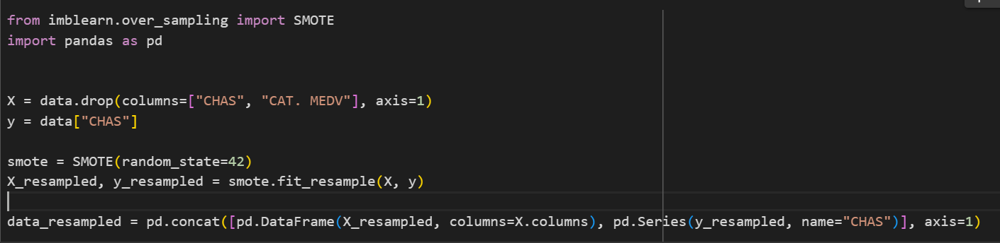 from imblearn.over_sampling import SMOTE
import pandas as pd
X = data.drop(columns=["CHAS", "CAT. MEDV"], axis=1)
y = data["CHAS"]
smote = SMOTE(random_state=42)
X_resampled, y_resampled = smote.fit_resample(X, y)
data_resampled = pd.concat([pd.DataFrame(X_resampled, columns=X.columns), pd.Series(y_resampled, name="CHAS")], axis=1)